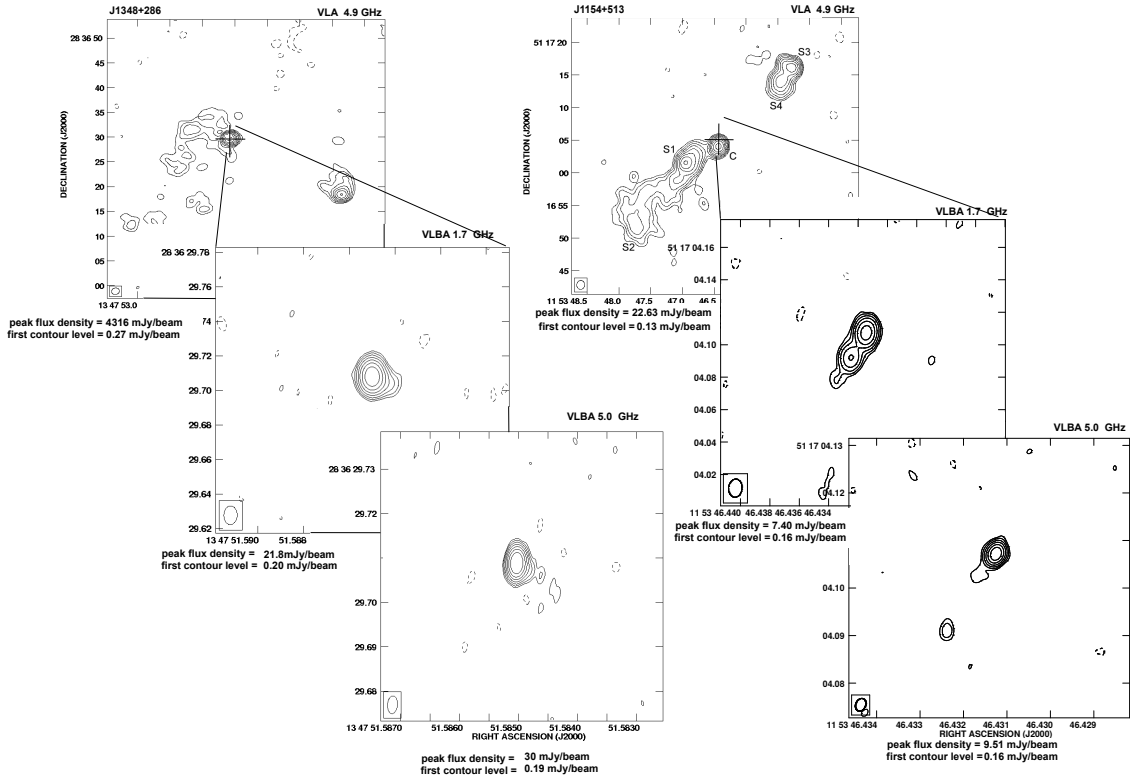 J1348+286 VLA 4.9 GHz
28 36 50
45
40
35
30
25
20
15
10
05
00
DECLINATION (J2000)
13 47 53.0
peak flux density = 4316 mJy/beam
first contour level = 0.27 mJy/beam
VLBA 1.7 GHz
28 36 29.78
29.76
74
29.72
29.70
29.68
29.66
29.64
29.62
13 47 51.590 51.588
peak flux density = 21.8mJy/beam
first contour level = 0.20 mJy/beam
VLBA 5.0 GHz
28 36 29.73
29.72
29.70
29.69
29.68
13 47 51.5870 51.5860 51.5850 51.5840 51.5830
RIGHT ASCENSION (J2000)
peak flux density = 30 mJy/beam
first contour level = 0.19 mJy/beam
J1154+513 VLA 4.9 GHz
51 17 20
15
10
05
00
16 55
50
45
DECLINATION (J2000)
S3
S4
S1
C
S2
11 53 48.5 48.0 47.5 47.0 46.5
peak flux density = 22.63 mJy/beam
first contour level = 0.13 mJy/beam
VLBA 1.7 GHz
51 17 04.16
04.14
04.10
04.08
04.06
04.04
04.02
11 53 46.440 46.438 46.436 46.434
peak flux density = 7.40 mJy/beam
first contour level = 0.16 mJy/beam
VLBA 5.0 GHz
51 17 04.13
04.12
04.10
04.09
04.08
11 53 46.434 46.433 46.432 46.431 46.430 46.429
RIGHT ASCENSION (J2000)
peak flux density = 9.51 mJy/beam
first contour level = 0.16 mJy/beam